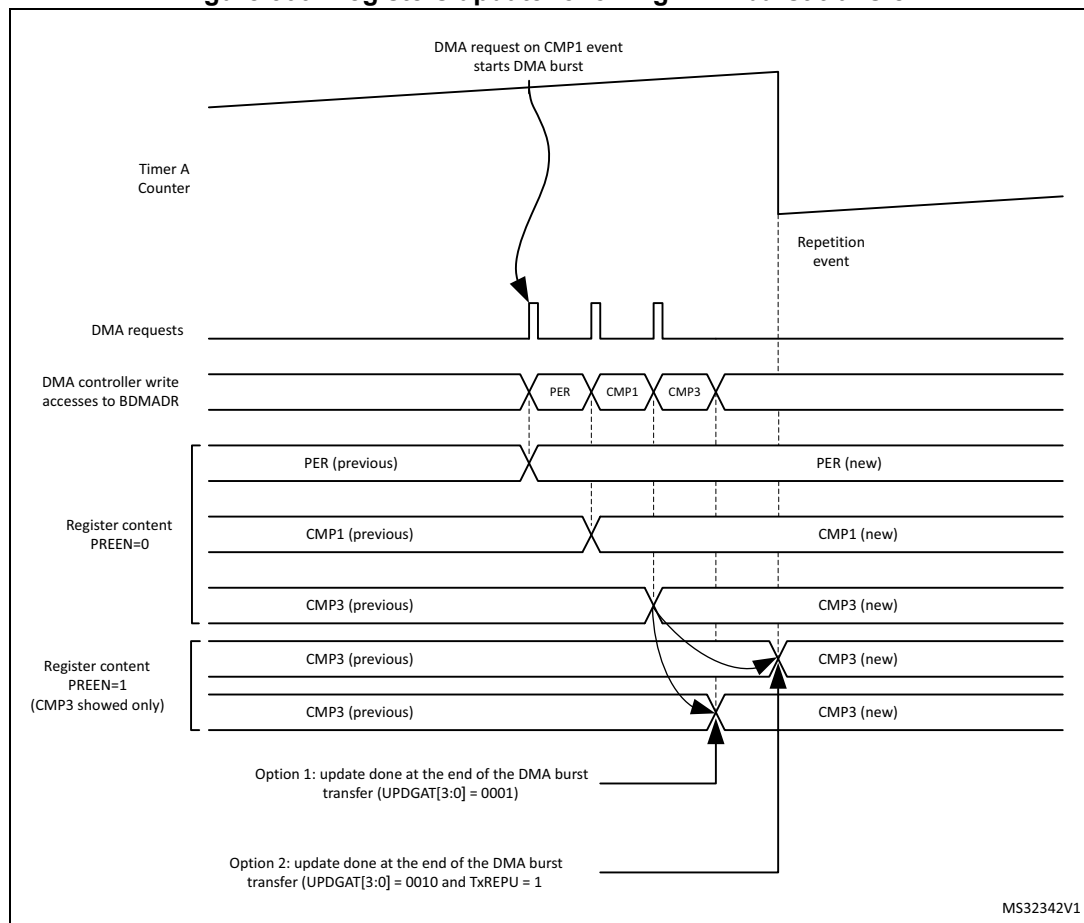 DMA request on CMP1 event
starts DMA burst
Timer A
Counter
Repetition
event
DMA requests
DMA controller write
accesses to BDMADR
PER
CMP1
CMP3
PER (previous)
PER (new)
Register content
PREEN=0
CMP1 (previous)
CMP1 (new)
CMP3 (previous)
CMP3 (new)
Register content
PREEN=1
(CMP3 showed only)
CMP3 (previous)
CMP3 (new)
CMP3 (previous)
CMP3 (new)
Option 1: update done at the end of the DMA burst
transfer (UPDGAT[3:0] = 0001)
Option 2: update done at the end of the DMA burst
transfer (UPDGAT[3:0] = 0010 and TxREPU = 1
MS32342V1